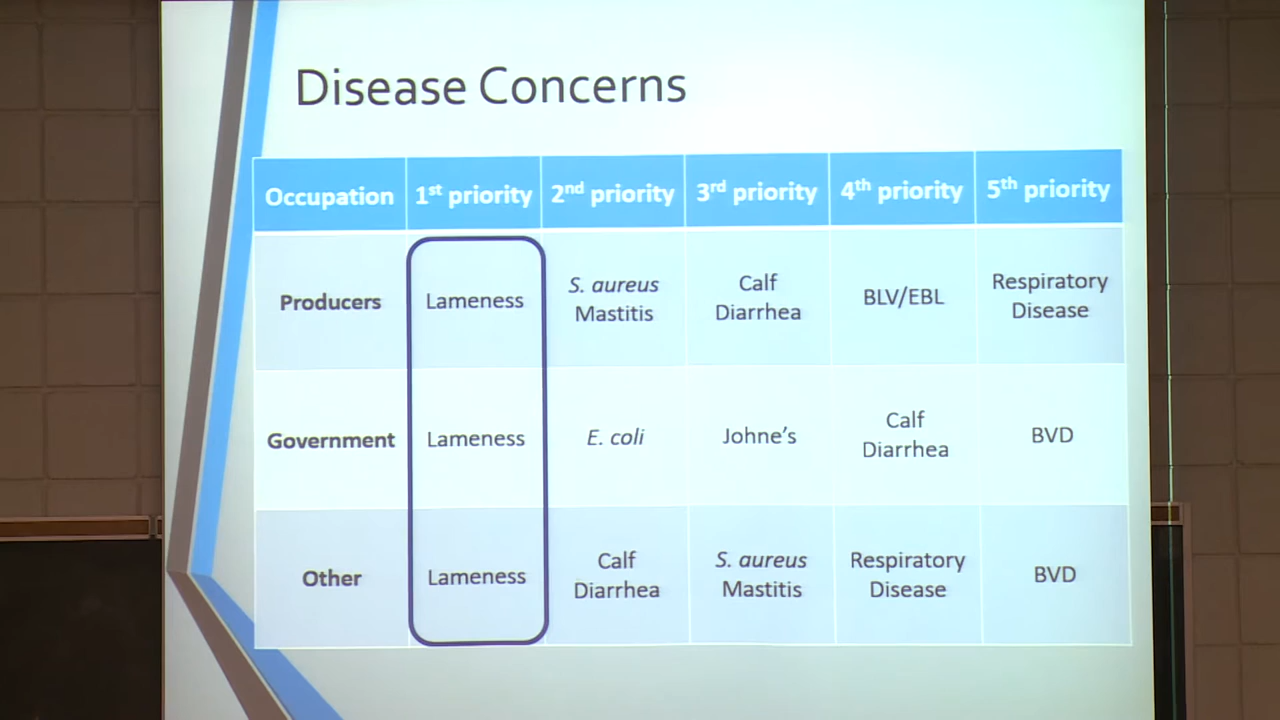 Disease Concerns
Occupation 1st priority 2nd priority 3rd priority 4th priority 5th priority
Producers Lameness S. aureus Mastitis Calf Diarrhea BLV/EBL Respiratory Disease
Government Lameness E. coli Johne's Calf Diarrhea BVD
Other Lameness Calf Diarrhea S. aureus Mastitis Respiratory Disease BVD